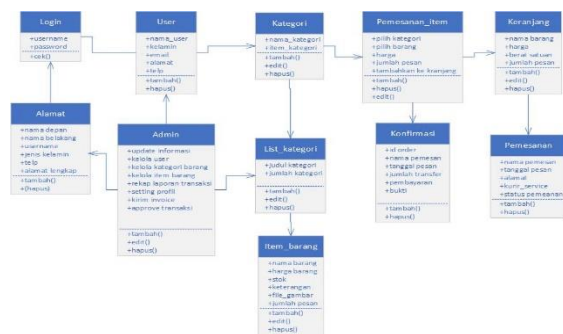 Login
+username
+password
+cek()
User
+nama_user
+kelamin
+email
+alamat
+telp
+tambah()
+hapus()
Kategori
+nama_kategori
+item_kategori
+tambah()
+edit()
+hapus()
Pemesanan_item
+pilih kategori
+pilih barang
+harga
+jumlah pesan
+tambahkan ke kranjang
+tambah()
+hapus()
+edit()
Keranjang
+nama barang
+harga
+berat satuan
+jumlah pesan
+tambah()
+edit()
+hapus()
Alamat
+nama depan
+nama belakang
+username
+jenis kelamin
+telp
+alamat lengkap
+tambah()
+(hapus)
Admin
+update informasi
+kelola user
+kelola kategori barang
+kelola item barang
+rekap laporan transaksi
+setting profil
+kirim invoice
+approve transaksi
+tambah()
+edit()
+hapus()
List_kategori
+judul kategori
+jumlah kategori
+tambah()
+edit()
+hapus()
Konfirmasi
+id order
+nama pemesan
+tanggal pesan
+jumlah transfer
+pembayaran
+bukti
+tambah()
+hapus()
Pemesanan
+nama pemesan
+tanggal pesan
+alamat
+kurir_service
+status pemesanan
+tambah()
+hapus()
Item_barang
+nama barang
+harga barang
+stok
+keterangan
+file_gambar
+jumlah pesan
+tambah()
+edit()
+hapus()